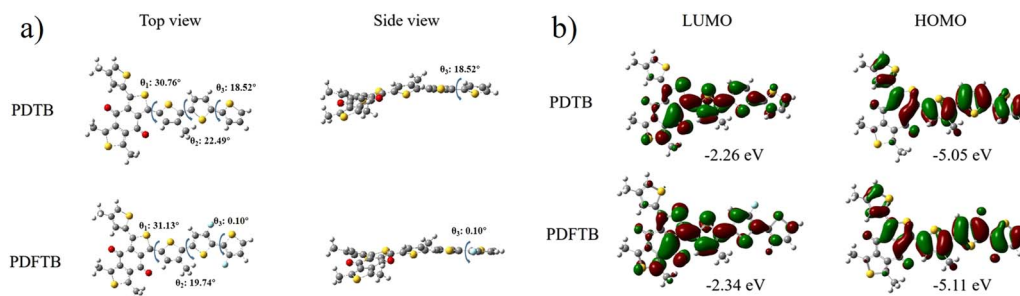 a)
Top view
Side view
PDTB
θ₁: 30.76°
θ₃: 18.52°
θ₂: 22.49°
θ₃: 18.52°
PDFTB
θ₁: 31.13°
θ₃: 0.10°
θ₂: 19.74°
θ₃: 0.10°
b)
LUMO
HOMO
PDTB
-2.26 eV
-5.05 eV
PDFTB
-2.34 eV
-5.11 eV